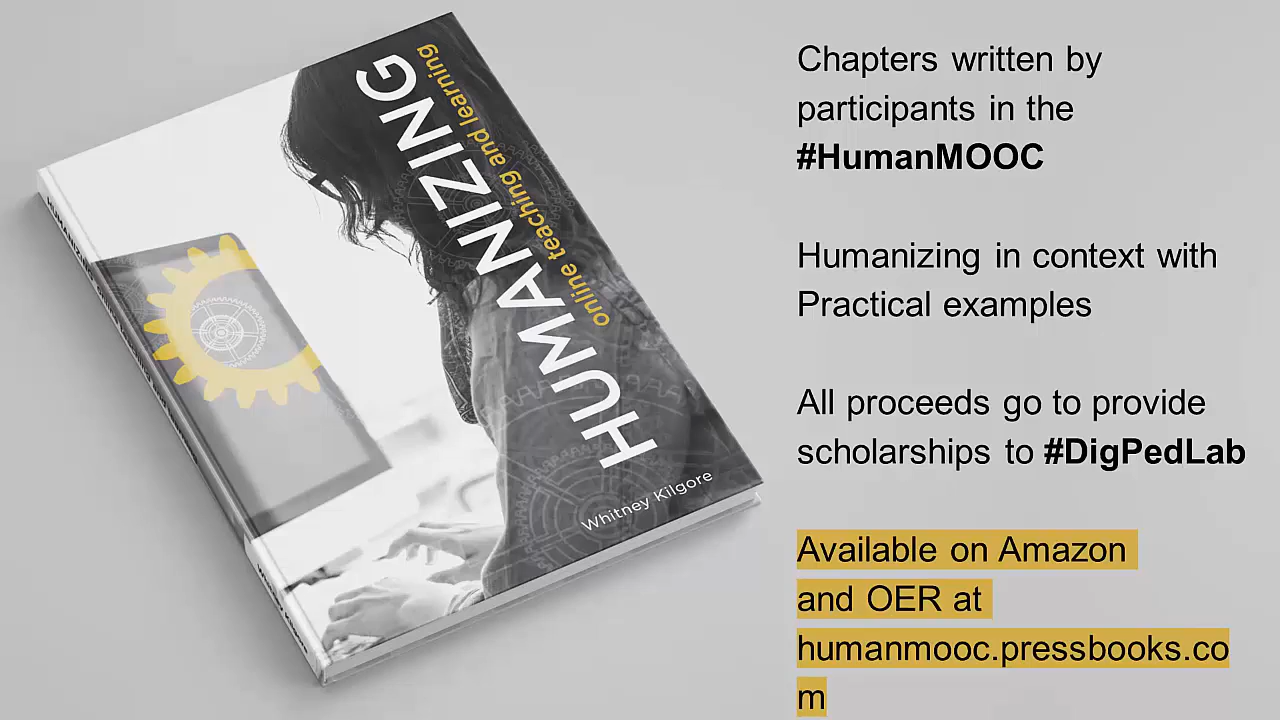 HUMANIZING
online teaching and learning
Whitney Kilgore
Chapters written by
participants in the
#HumanMOOC
Humanizing in context with
Practical examples
All proceeds go to provide
scholarships to #DigPedLab
Available on Amazon
and OER at
humanmooc.pressbooks.co
m